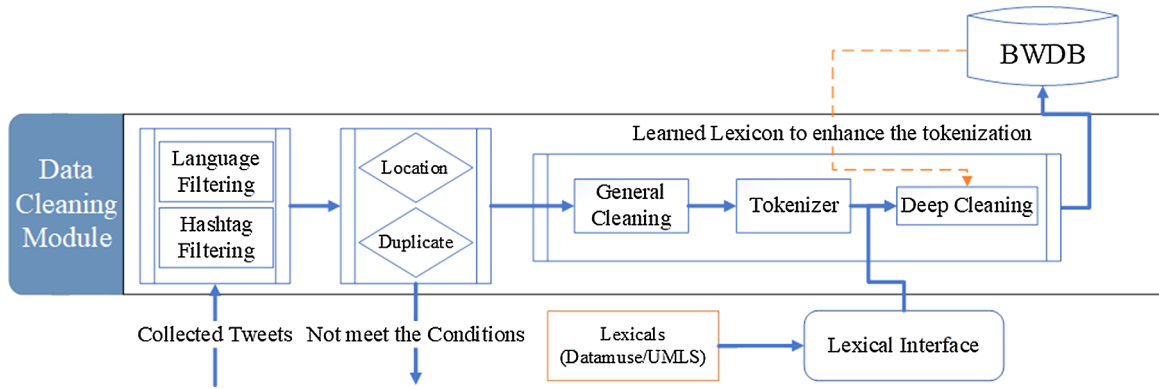 BWDB
Data
Cleaning
Module
Language
Filtering
Hashtag
Filtering
Location
Duplicate
Learned Lexicon to enhance the tokenization
General
Cleaning
Tokenizer
Deep Cleaning
Collected Tweets
Not meet the Conditions
Lexicals
(Datamuse/UMLS)
Lexical Interface